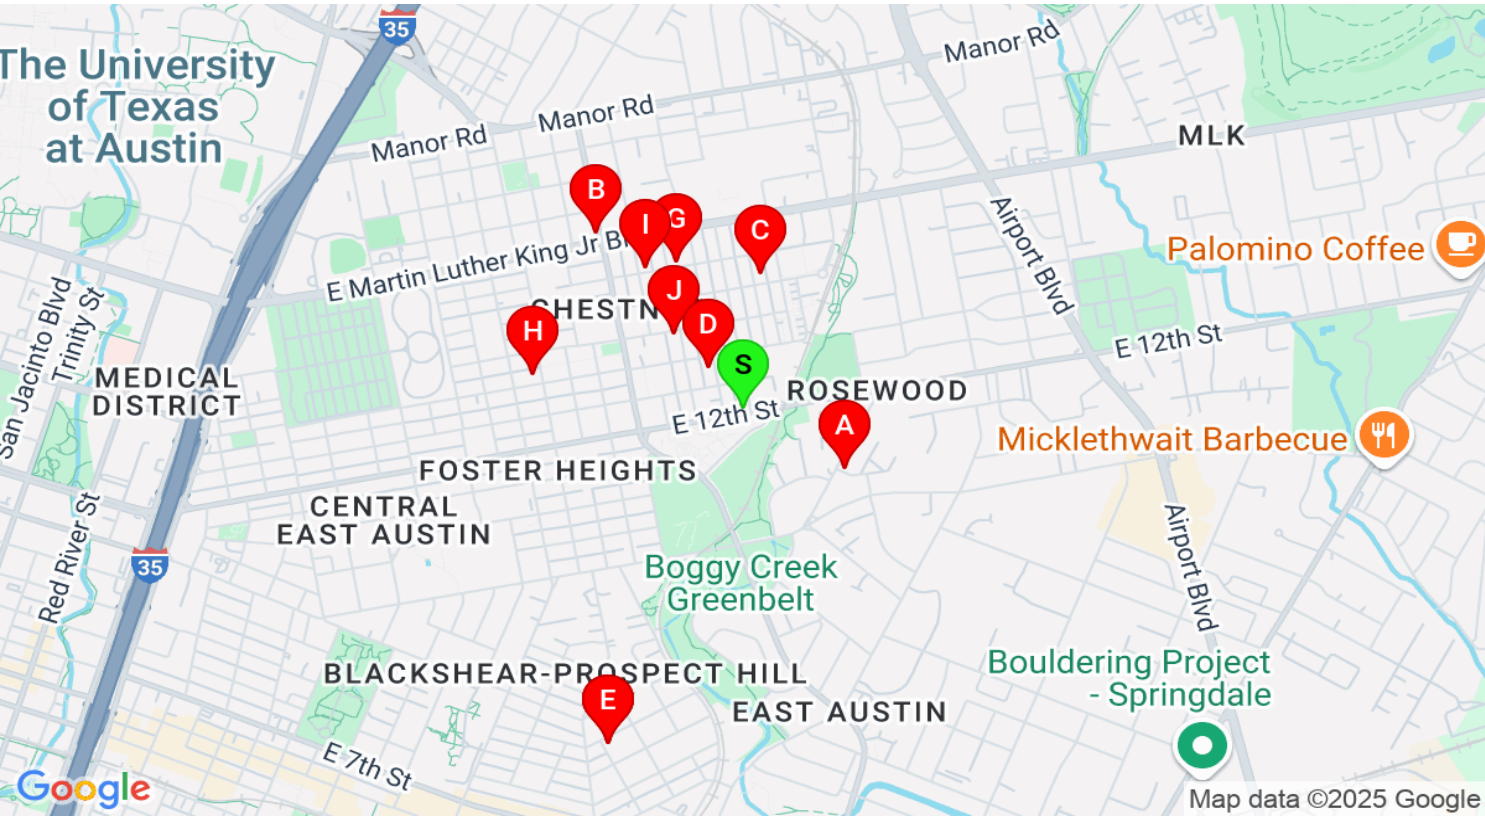 35
Manor Rd
The University
of Texas
at Austin
Manor Rd
Manor Rd
MLK
B
I
G
C
Airport Blvd
Palomino Coffee
E Martin Luther King Jr Bl
San Jacinto Blvd
Trinity St
CHESTN
J
H
D
S
E 12th St
MEDICAL
DISTRICT
ROSEWOOD
E 12th St
A
Micklethwait Barbecue
FOSTER HEIGHTS
CENTRAL
EAST AUSTIN
Red River St
35
Airport Blvd
Boggy Creek
Greenbelt
BLACKSHEAR-PROSPECT HILL
E
Bouldering Project
- Springdale
EAST AUSTIN
E 7th St
Google
Map data ©2025 Google